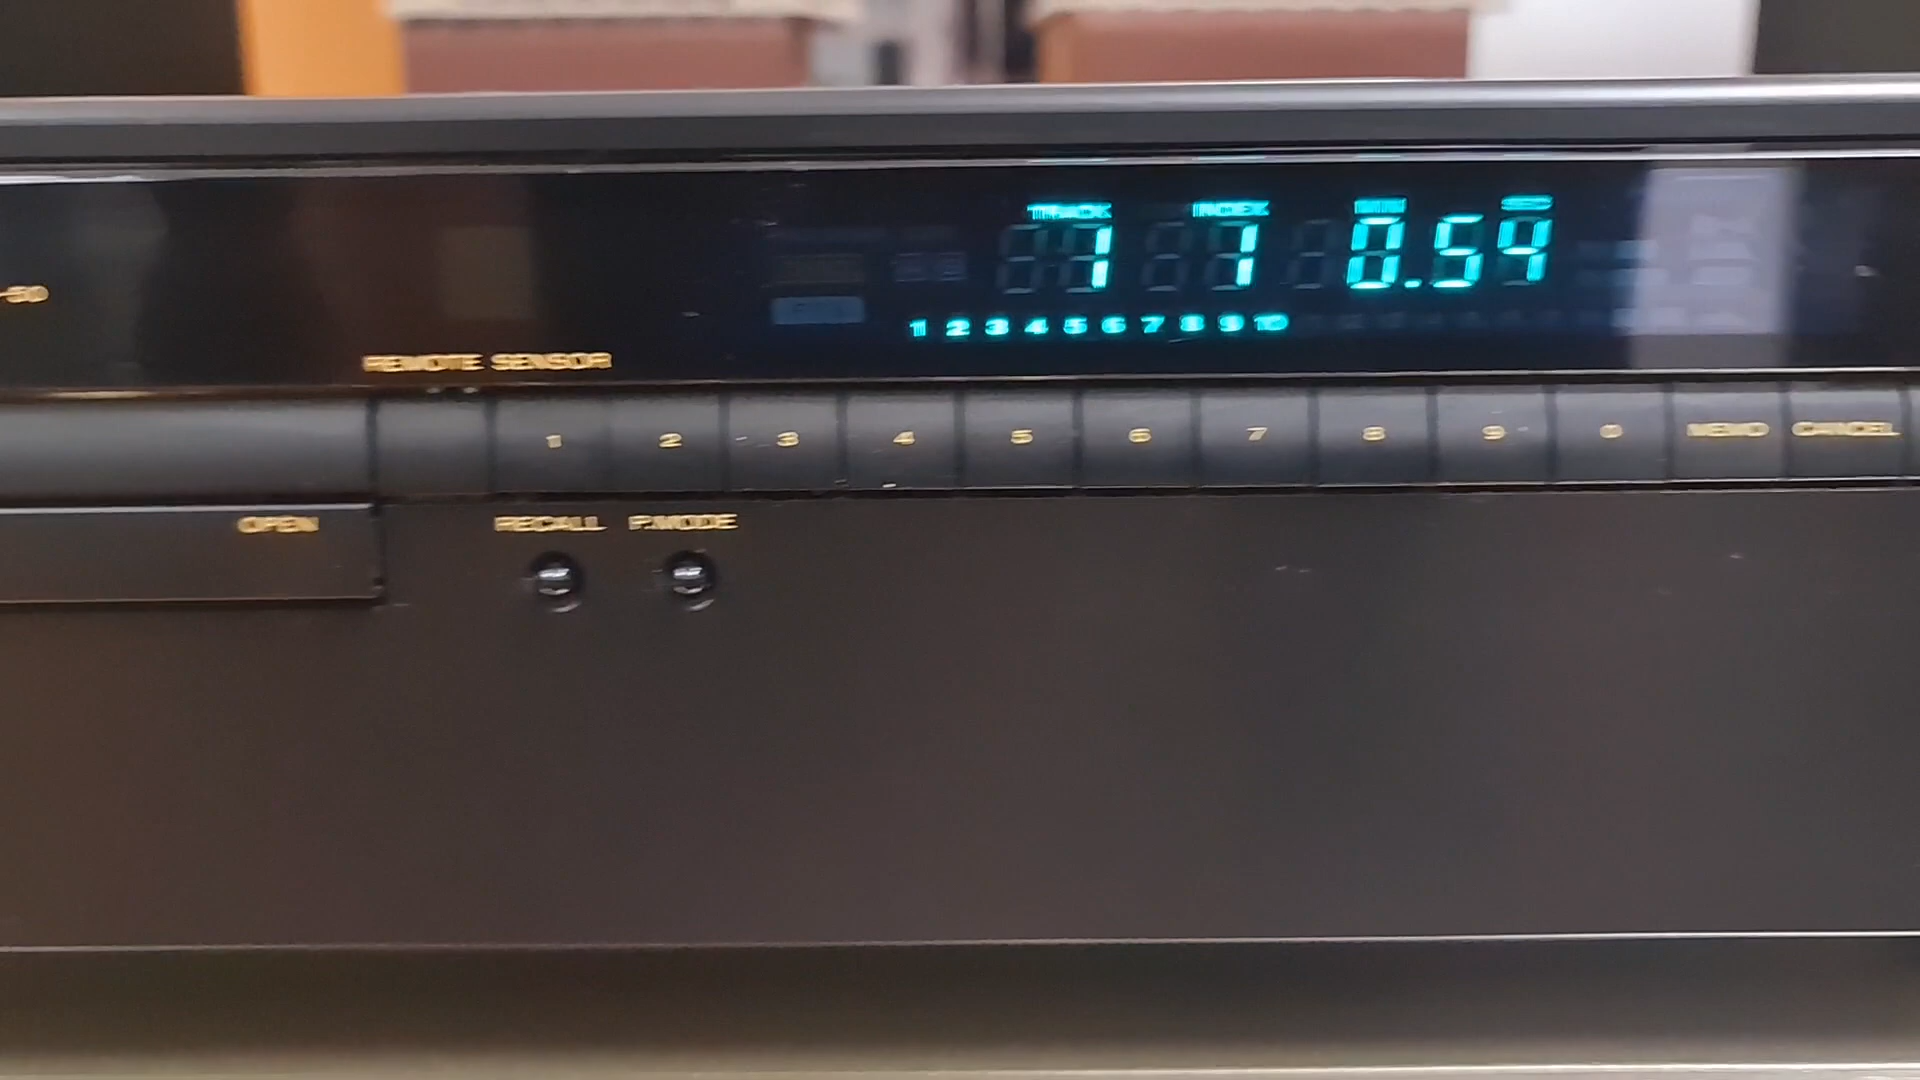 TRACK INDEX
1 1 0.54
-50
1 2 3 4 5 6 7 8 9 10
REMOTE SENSOR
1 2 3 4 5 6 7 8 9 0 MEMO CANCEL
OPEN RECALL P.MODE